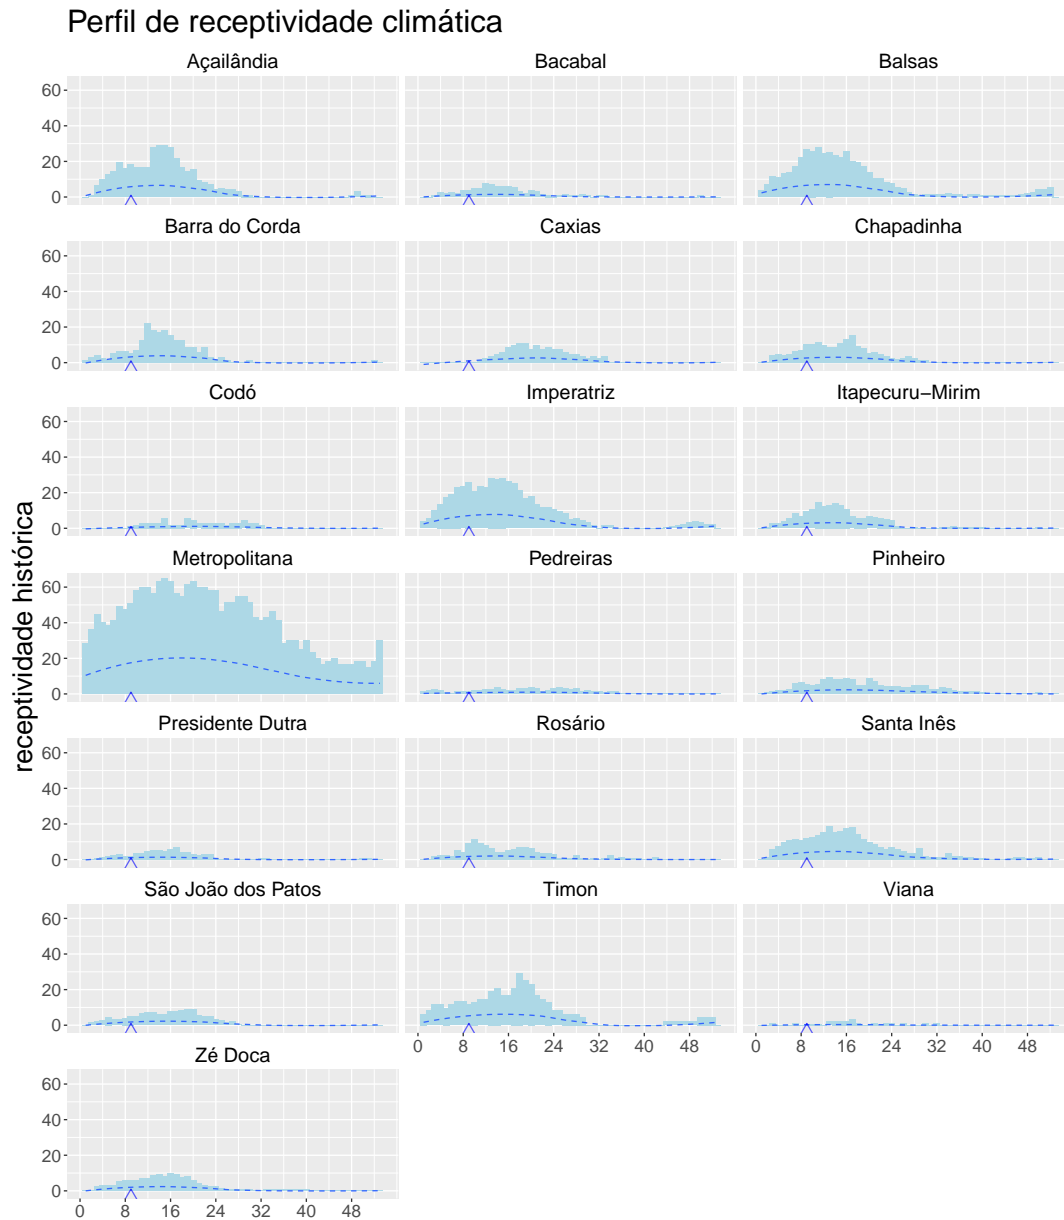 Perfil de receptividade climática
Açailândia Bacabal Balsas
60
40
20
0
Barra do Corda Caxias Chapadinha
60
40
20
0
Codó Imperatriz Itapecuru−Mirim
60
40
20
0
receptividade histórica
Metropolitana Pedreiras Pinheiro
60
40
20
0
Presidente Dutra Rosário Santa Inês
60
40
20
0
São João dos Patos Timon Viana
60
40
20
0
0 8 16 24 32 40 48 0 8 16 24 32 40 48
Zé Doca
60
40
20
0
0 8 16 24 32 40 48